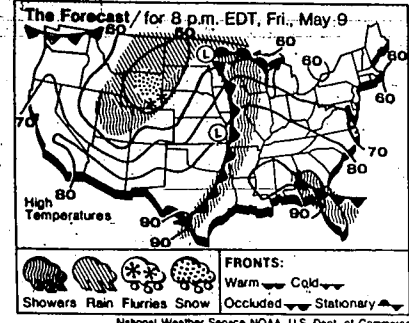 The Forecast/for 8 p.m. EDT, Fri., May 9
60 60 60
60
80
60
70
L
L
70
80
80
High
Temperatures
90
90
90
FRONTS:
Warm Cold
Showers Rain Flurries Snow
Occluded Stationary
National Weather Service NOAA U.S. Dept. of Commerce